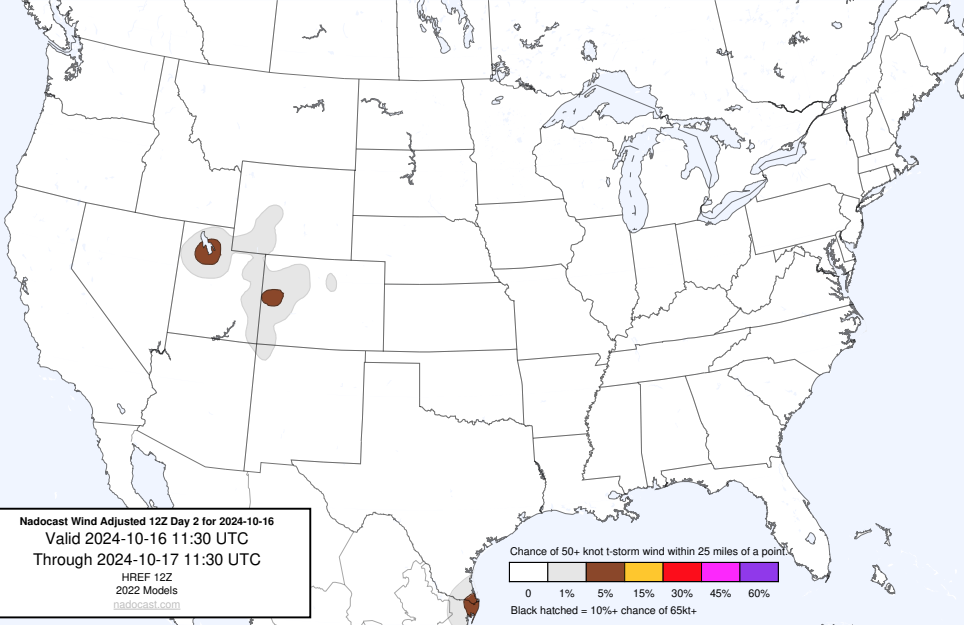 Nadocast Wind Adjusted 12Z Day 2 for 2024-10-16
Valid 2024-10-16 11:30 UTC
Through 2024-10-17 11:30 UTC
HREF 12Z
2022 Models
nadocast.com
Chance of 50+ knot t-storm wind within 25 miles of a point.
0 1% 5% 15% 30% 45% 60%
Black hatched = 10%+ chance of 65kt+